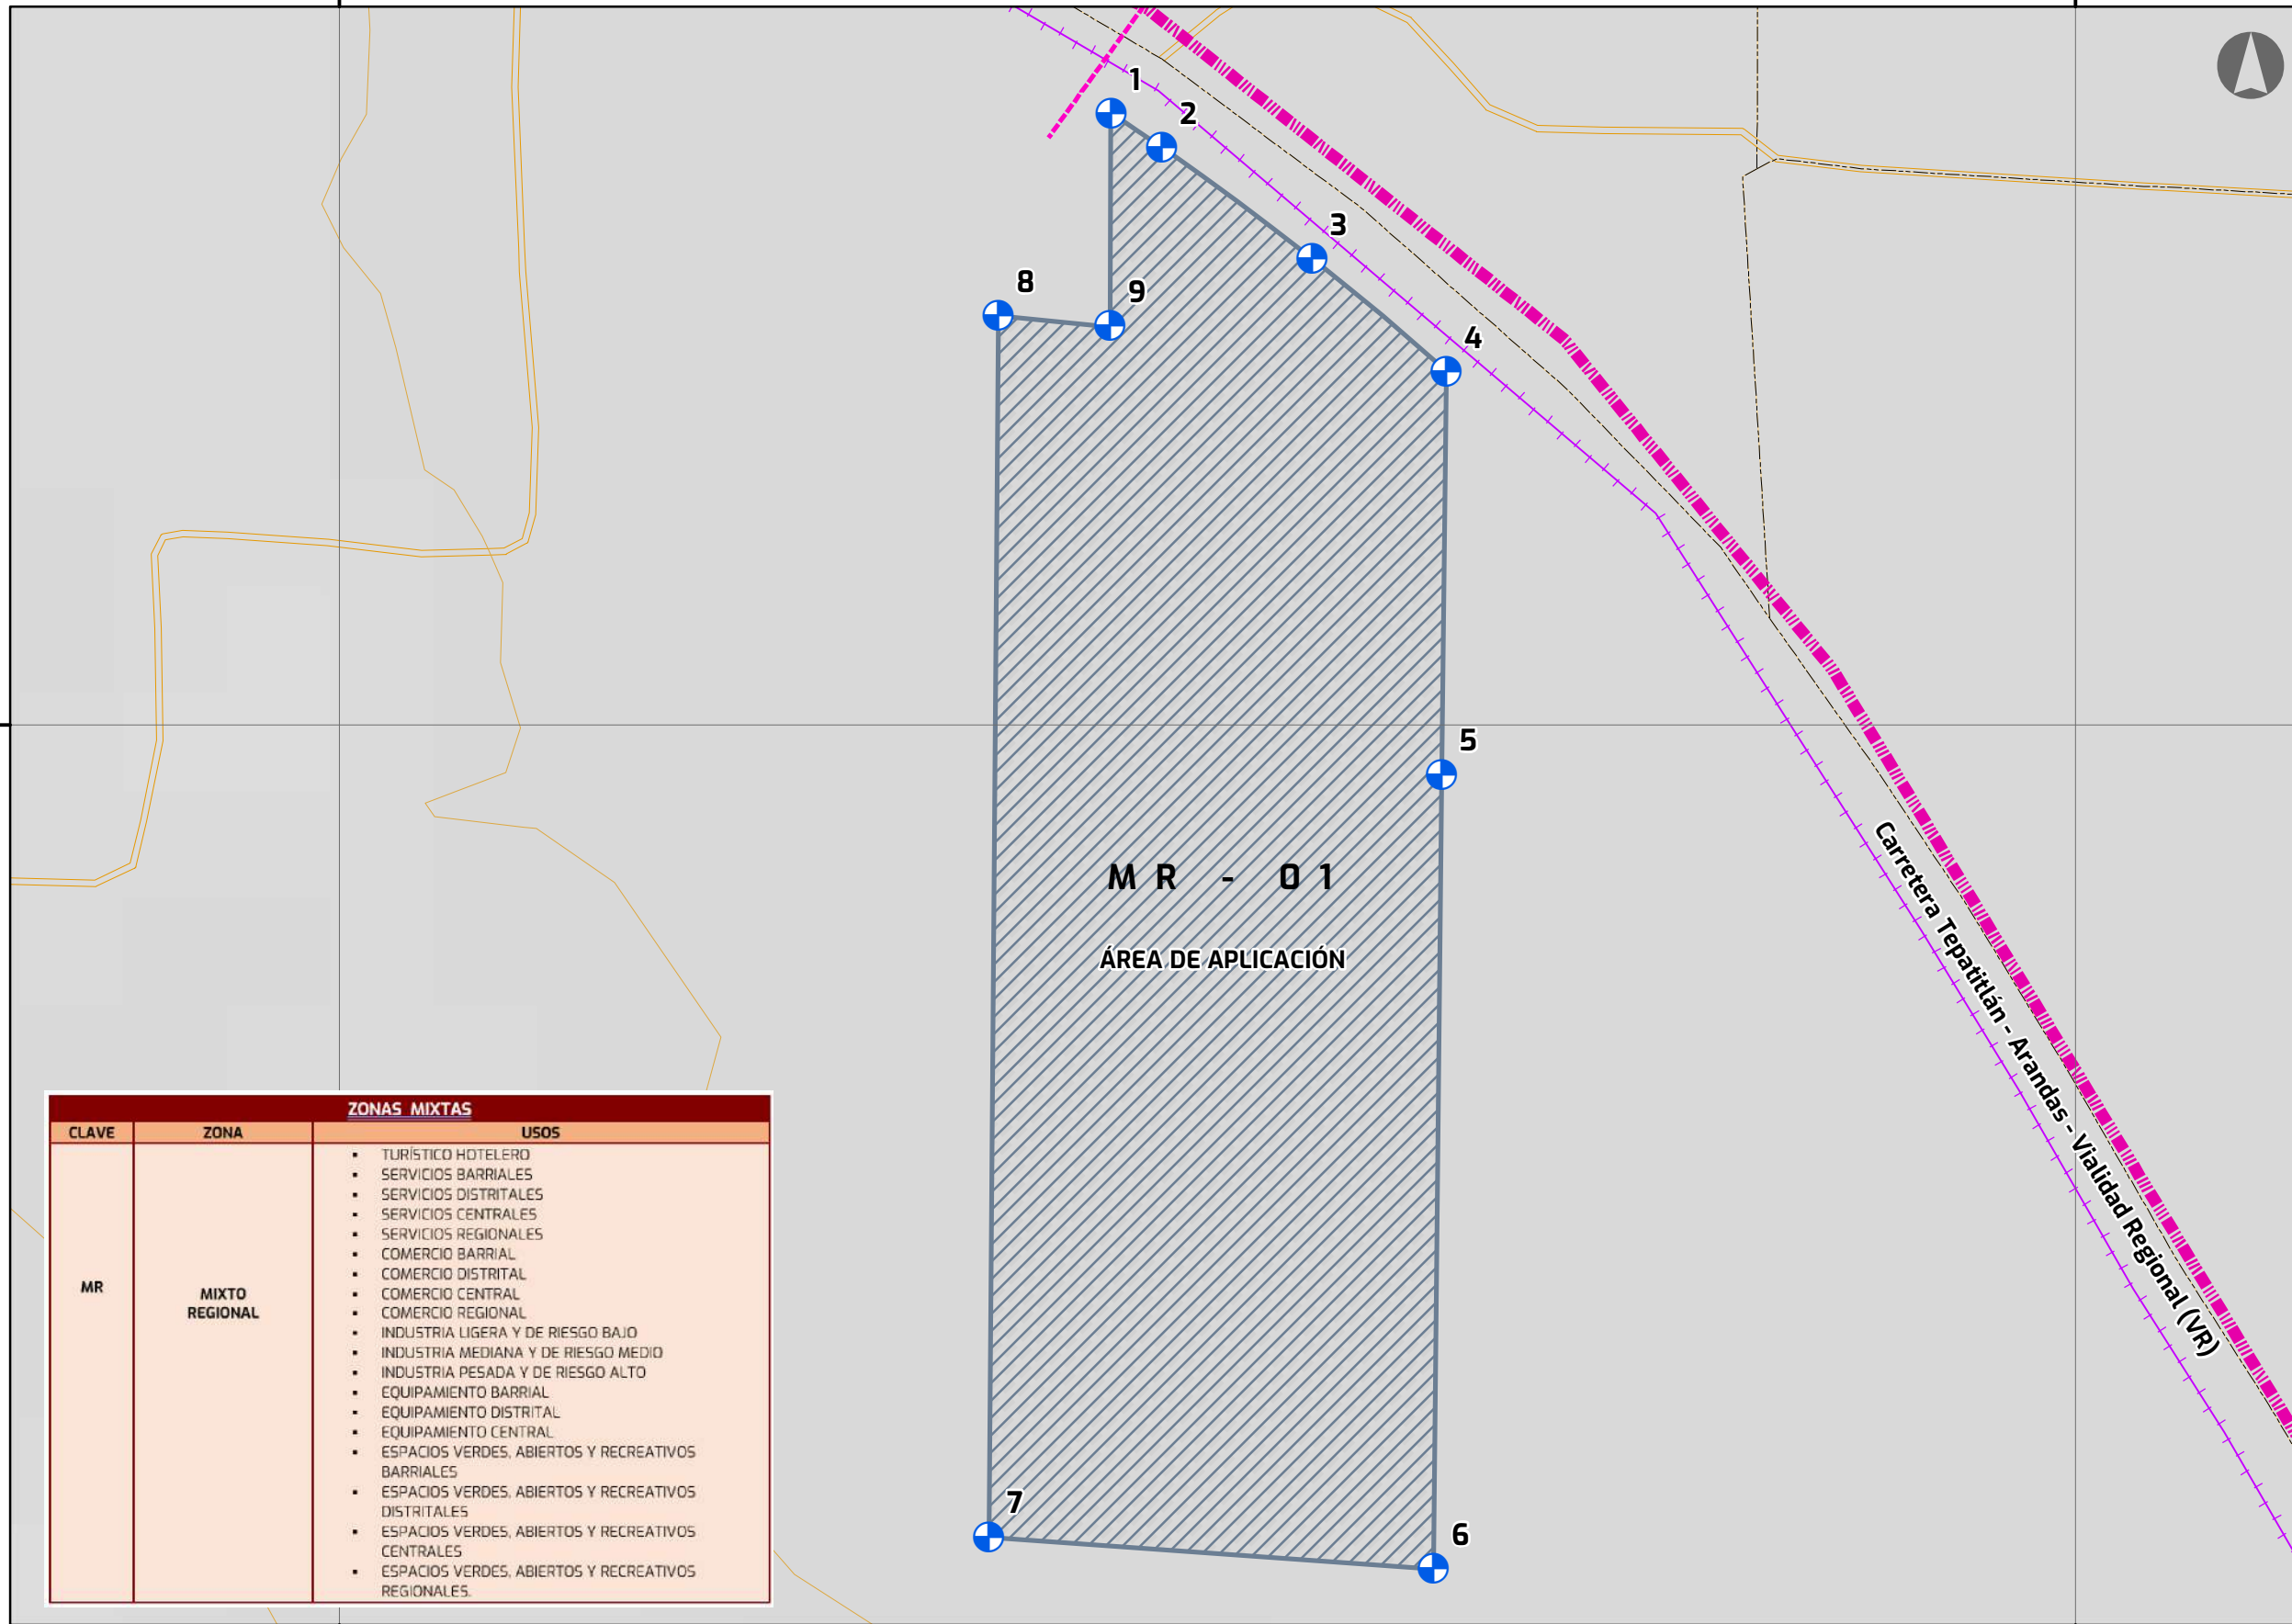 1
2
3
4
8
9
5
MR - 01
ÁREA DE APLICACIÓN
7
6
Carretera Tepatitlán - Arandas - Vialidad Regional (VR)
ZONAS MIXTAS
CLAVE ZONA USOS
MR
MIXTO
REGIONAL
▪ TURÍSTICO HOTELERO
▪ SERVICIOS BARRIALES
▪ SERVICIOS DISTRITALES
▪ SERVICIOS CENTRALES
▪ SERVICIOS REGIONALES
▪ COMERCIO BARRIAL
▪ COMERCIO DISTRITAL
▪ COMERCIO CENTRAL
▪ COMERCIO REGIONAL
▪ INDUSTRIA LIGERA Y DE RIESGO BAJO
▪ INDUSTRIA MEDIANA Y DE RIESGO MEDIO
▪ INDUSTRIA PESADA Y DE RIESGO ALTO
▪ EQUIPAMIENTO BARRIAL
▪ EQUIPAMIENTO DISTRITAL
▪ EQUIPAMIENTO CENTRAL
▪ ESPACIOS VERDES, ABIERTOS Y RECREATIVOS
BARRIALES
▪ ESPACIOS VERDES, ABIERTOS Y RECREATIVOS
DISTRITALES
▪ ESPACIOS VERDES, ABIERTOS Y RECREATIVOS
CENTRALES
▪ ESPACIOS VERDES, ABIERTOS Y RECREATIVOS
REGIONALES.